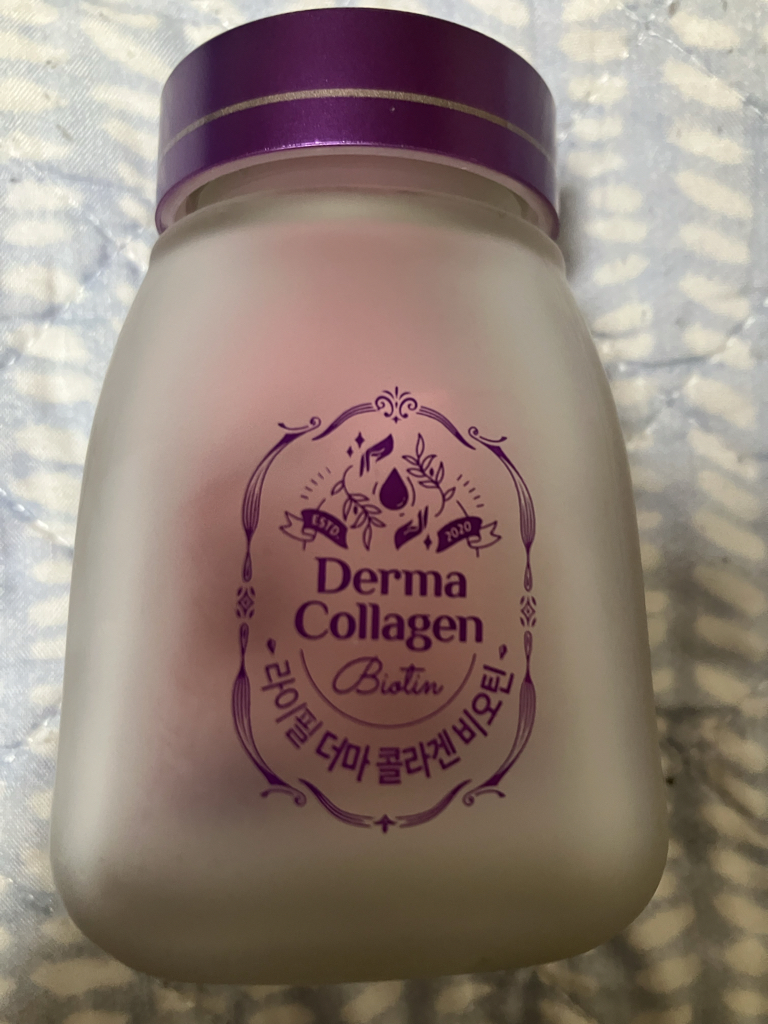 ESTD. 2020
Derma
Collagen
Biotin
라이필 더마 콜라겐 비오틴